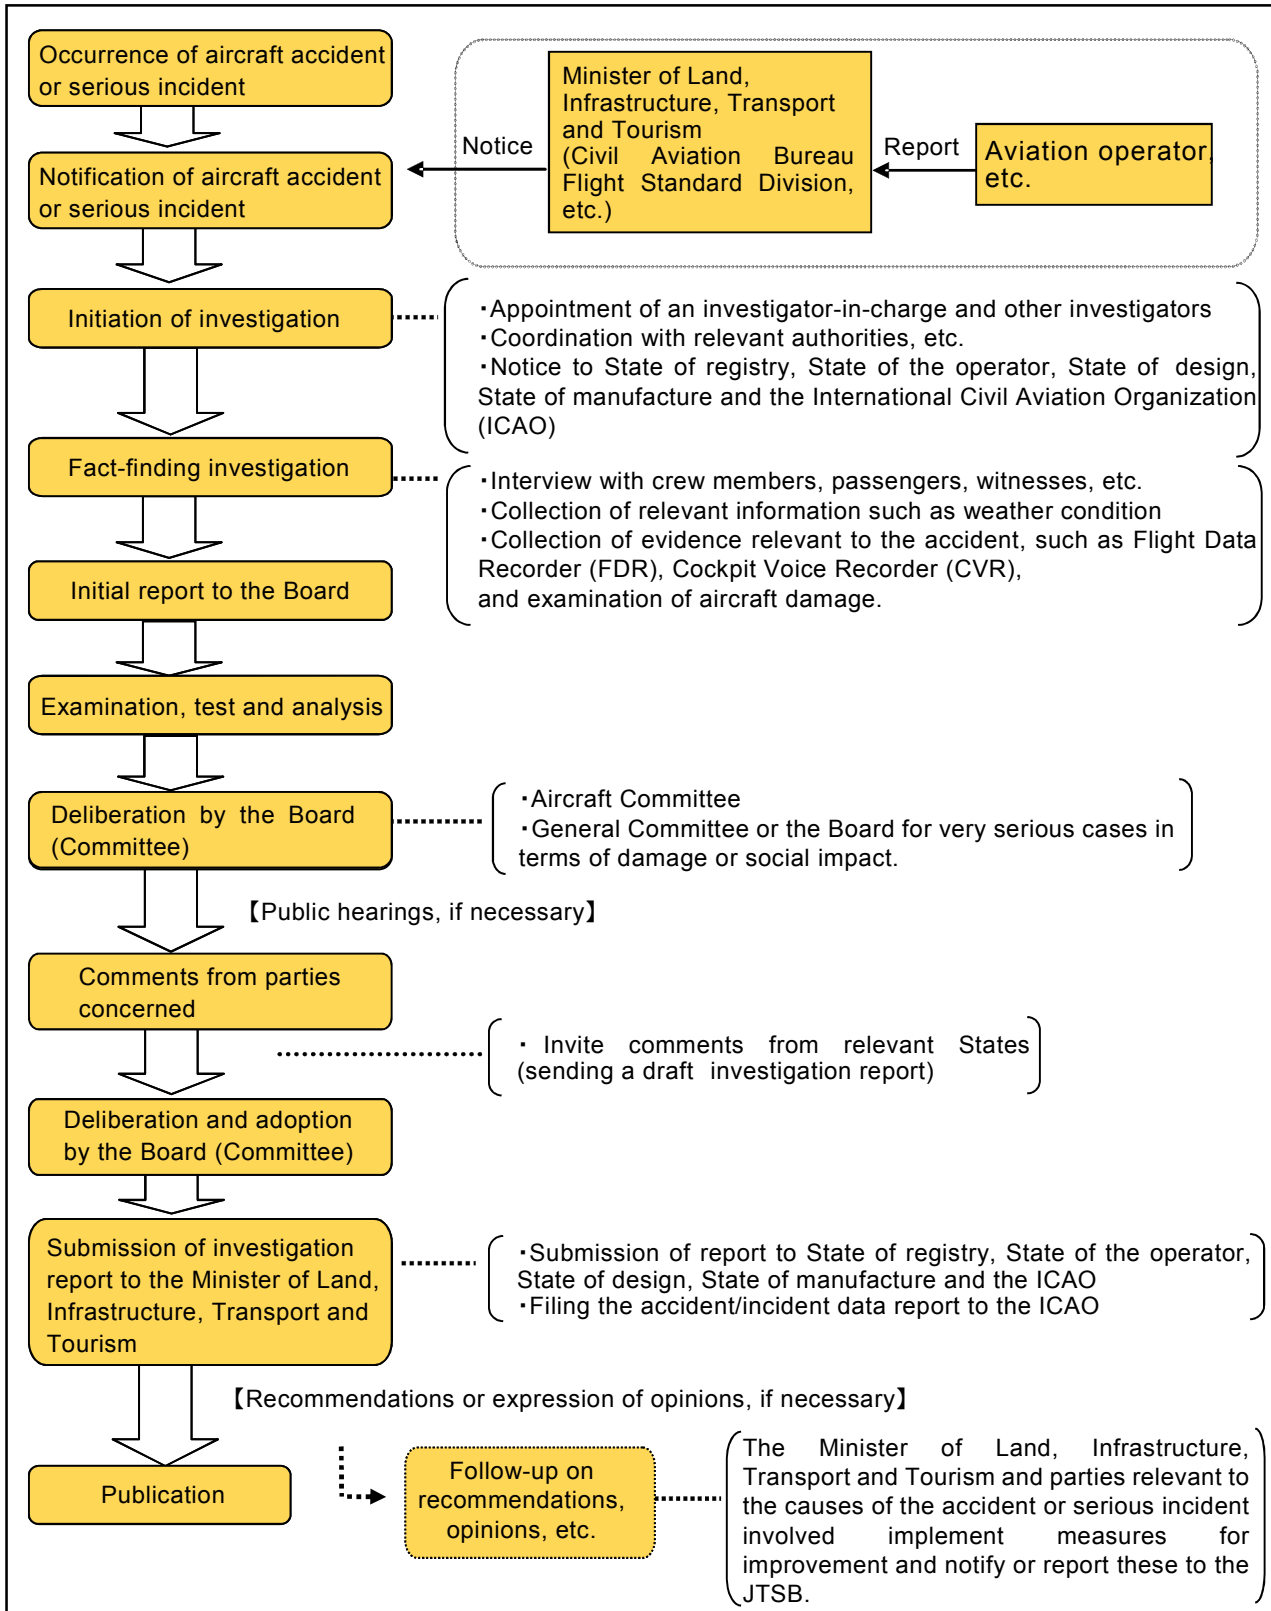 Occurrence of aircraft accident
or serious incident
Minister of Land,
Infrastructure, Transport
and Tourism
(Civil Aviation Bureau
Flight Standard Division,
etc.)
Notice
Report
Aviation operator,
etc.
Notification of aircraft accident
or serious incident
Initiation of investigation
・Appointment of an investigator-in-charge and other investigators
・Coordination with relevant authorities, etc.
・Notice to State of registry, State of the operator, State of design,
State of manufacture and the International Civil Aviation Organization
(ICAO)
Fact-finding investigation
・Interview with crew members, passengers, witnesses, etc.
・Collection of relevant information such as weather condition
・Collection of evidence relevant to the accident, such as Flight Data
Recorder (FDR), Cockpit Voice Recorder (CVR),
and examination of aircraft damage.
Initial report to the Board
Examination, test and analysis
Deliberation by the Board
(Committee)
・Aircraft Committee
・General Committee or the Board for very serious cases in
terms of damage or social impact.
【Public hearings, if necessary】
Comments from parties
concerned
・ Invite comments from relevant States
(sending a draft investigation report)
Deliberation and adoption
by the Board (Committee)
Submission of investigation
report to the Minister of Land,
Infrastructure, Transport and
Tourism
・Submission of report to State of registry, State of the operator,
State of design, State of manufacture and the ICAO
・Filing the accident/incident data report to the ICAO
【Recommendations or expression of opinions, if necessary】
Publication
Follow-up on
recommendations,
opinions, etc.
The Minister of Land, Infrastructure,
Transport and Tourism and parties relevant to
the causes of the accident or serious incident
involved implement measures for
improvement and notify or report these to the
JTSB.